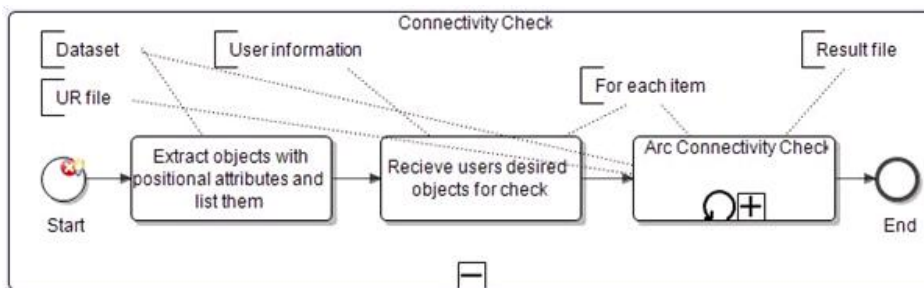 Connectivity Check
Dataset
User information
Result file
UR file
For each item
Extract objects with
positional attributes and
list them
Recieve users desired
objects for check
Arc Connectivity Check
Start
End